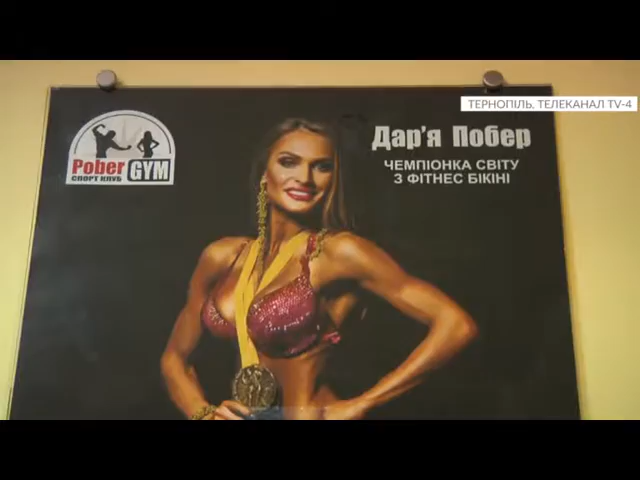 ТЕРНОПІЛЬ, ТЕЛЕКАНАЛ TV-4
Дар'я Побер
ЧЕМПІОНКА СВІТУ
З ФІТНЕС БІКІНІ
Pober GYM
СПОРТ КЛУБ